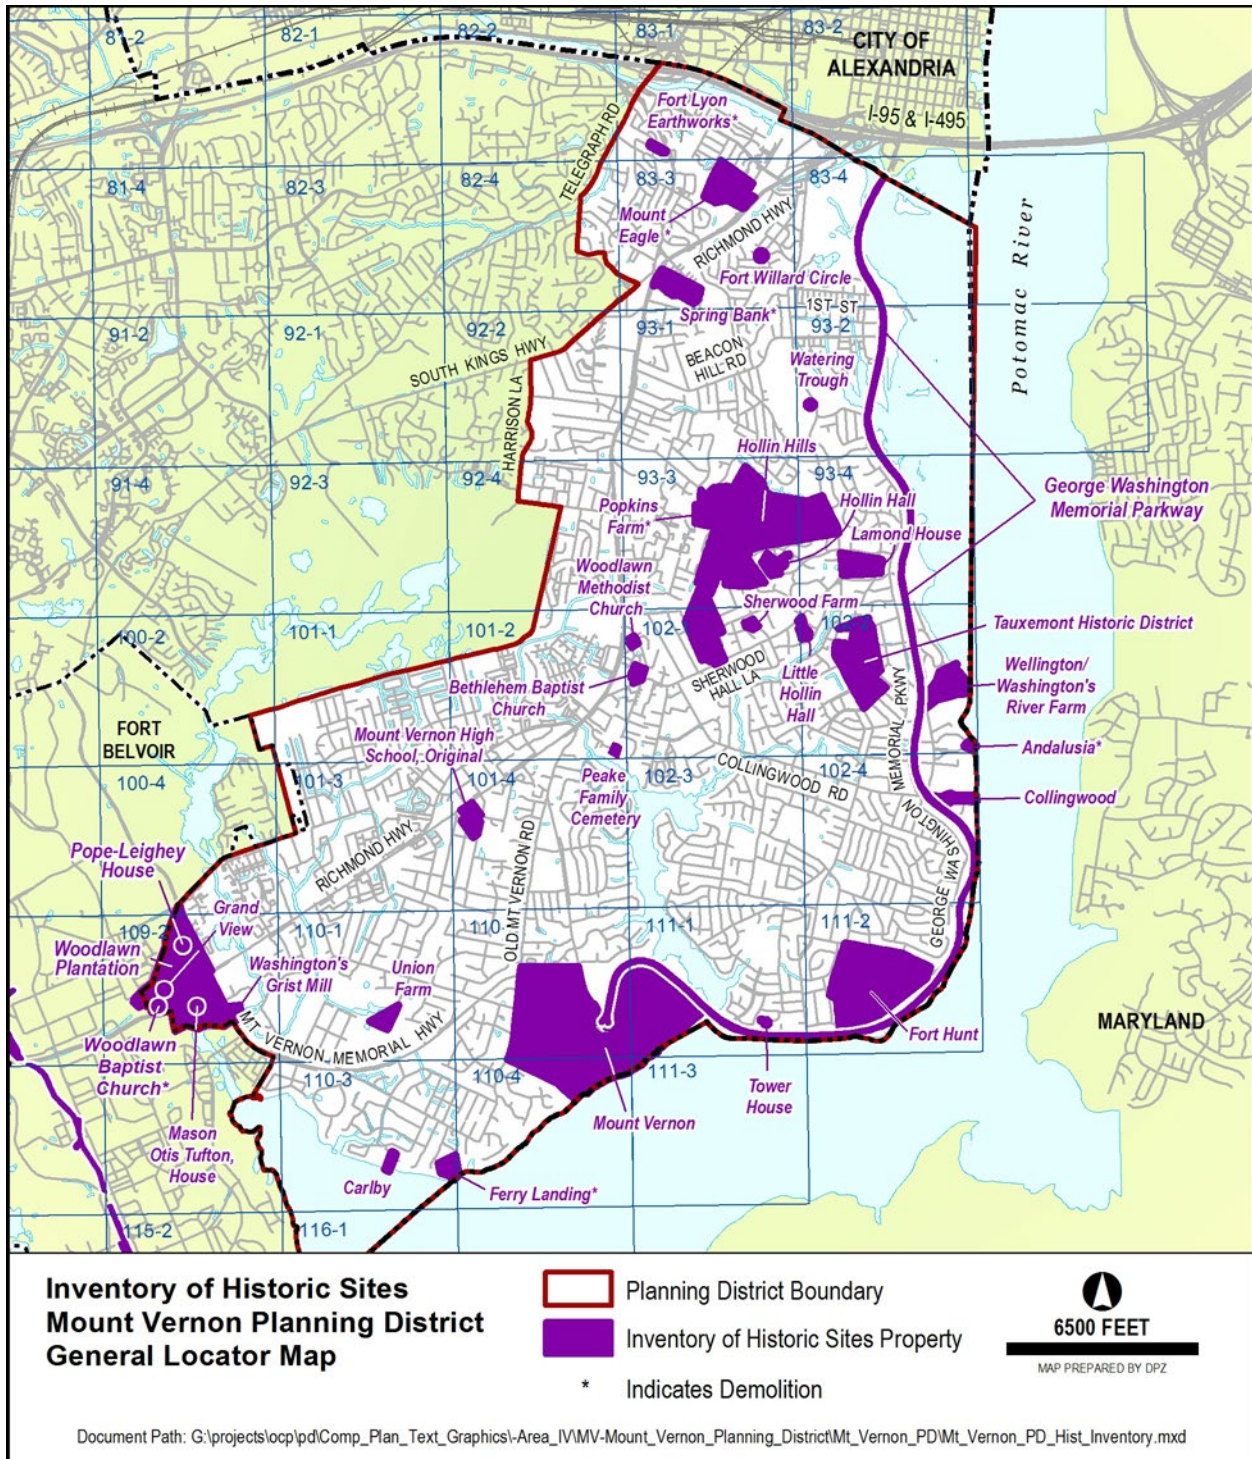 81-2
82-1
82-2
83-1
83-2
CITY OF
ALEXANDRIA
I-95 & I-495
Fort Lyon
Earthworks*
TELEGRAPH RD
81-4
82-3
82-4
83-3
83-4
Mount
Eagle *
RICHMOND HWY
Fort Willard Circle
Potomac River
Spring Bank*
1ST ST
91-2
92-1
92-2
93-1
93-2
SOUTH KINGS HWY
BEACON
HILL RD
Watering
Trough
HARRISON LA
Hollin Hills
91-4
92-3
92-4
93-3
93-4
George Washington
Memorial Parkway
Popkins
Farm*
Hollin Hall
Lamond House
Woodlawn
Methodist
Church
Sherwood Farm
100-2
101-1
101-2
Tauxemont Historic District
SHERWOOD
HALL LA
Little
Hollin
Hall
Wellington/
Washington's
River Farm
Bethlehem Baptist
Church
MEMORIAL PKWY
FORT
BELVOIR
Mount Vernon High
School, Original
Andalusia*
100-4
101-3
101-4
102-3
102-4
COLLINGWOOD RD
Peake
Family
Cemetery
Collingwood
GEORGE WASHINGTON
RICHMOND HWY
OLD MT VERNON RD
Pope-Leighey
House
Grand
View
109-2
110-1
111-1
111-2
Woodlawn
Plantation
Washington's
Grist Mill
Union
Farm
MT VERNON MEMORIAL HWY
Fort Hunt
MARYLAND
Woodlawn
Baptist
Church*
110-3
110-4
111-3
Tower
House
Mount Vernon
Mason
Otis Tufton,
House
Carlby
Ferry Landing*
115-2
116-1
Inventory of Historic Sites
Mount Vernon Planning District
General Locator Map
Planning District Boundary
Inventory of Historic Sites Property
* Indicates Demolition
6500 FEET
MAP PREPARED BY DPZ
Document Path: G:\projects\ocp\pd\Comp_Plan_Text_Graphics\-Area_IV\MV-Mount_Vernon_Planning_District\Mt_Vernon_PD\Mt_Vernon_PD_Hist_Inventory.mxd